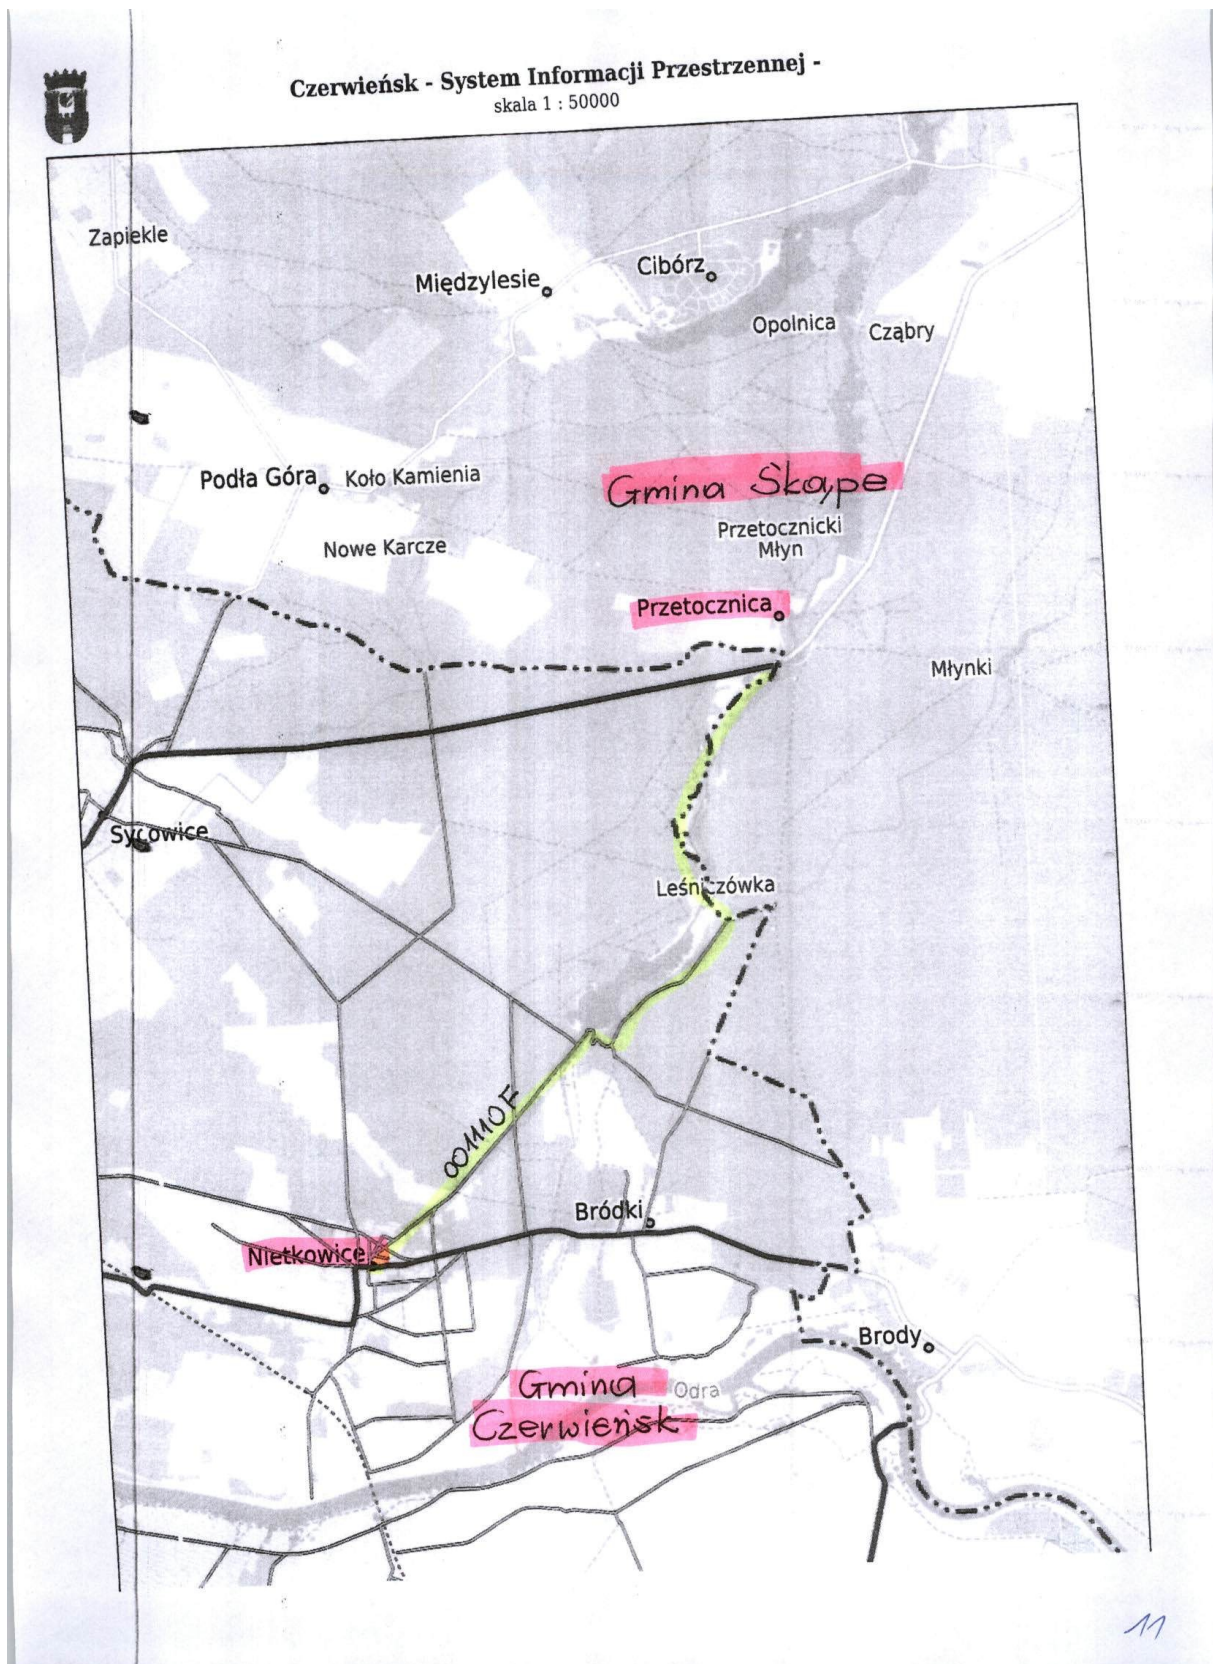 Czerwieńsk - System Informacji Przestrzennej -
skala 1 : 50000
Zapiekle
Międzylesie
Cibórz
Opolnica
Cząbry
Podła Góra
Koło Kamienia
Gmina Skąpe
Nowe Karcze
Przetocznicki
Młyn
Przetocznica
Młynki
Sycowice
Leśniczówka
001110F
Bródki
Nietkowice
Brody
Gmina
Odra
Czerwieńsk
11